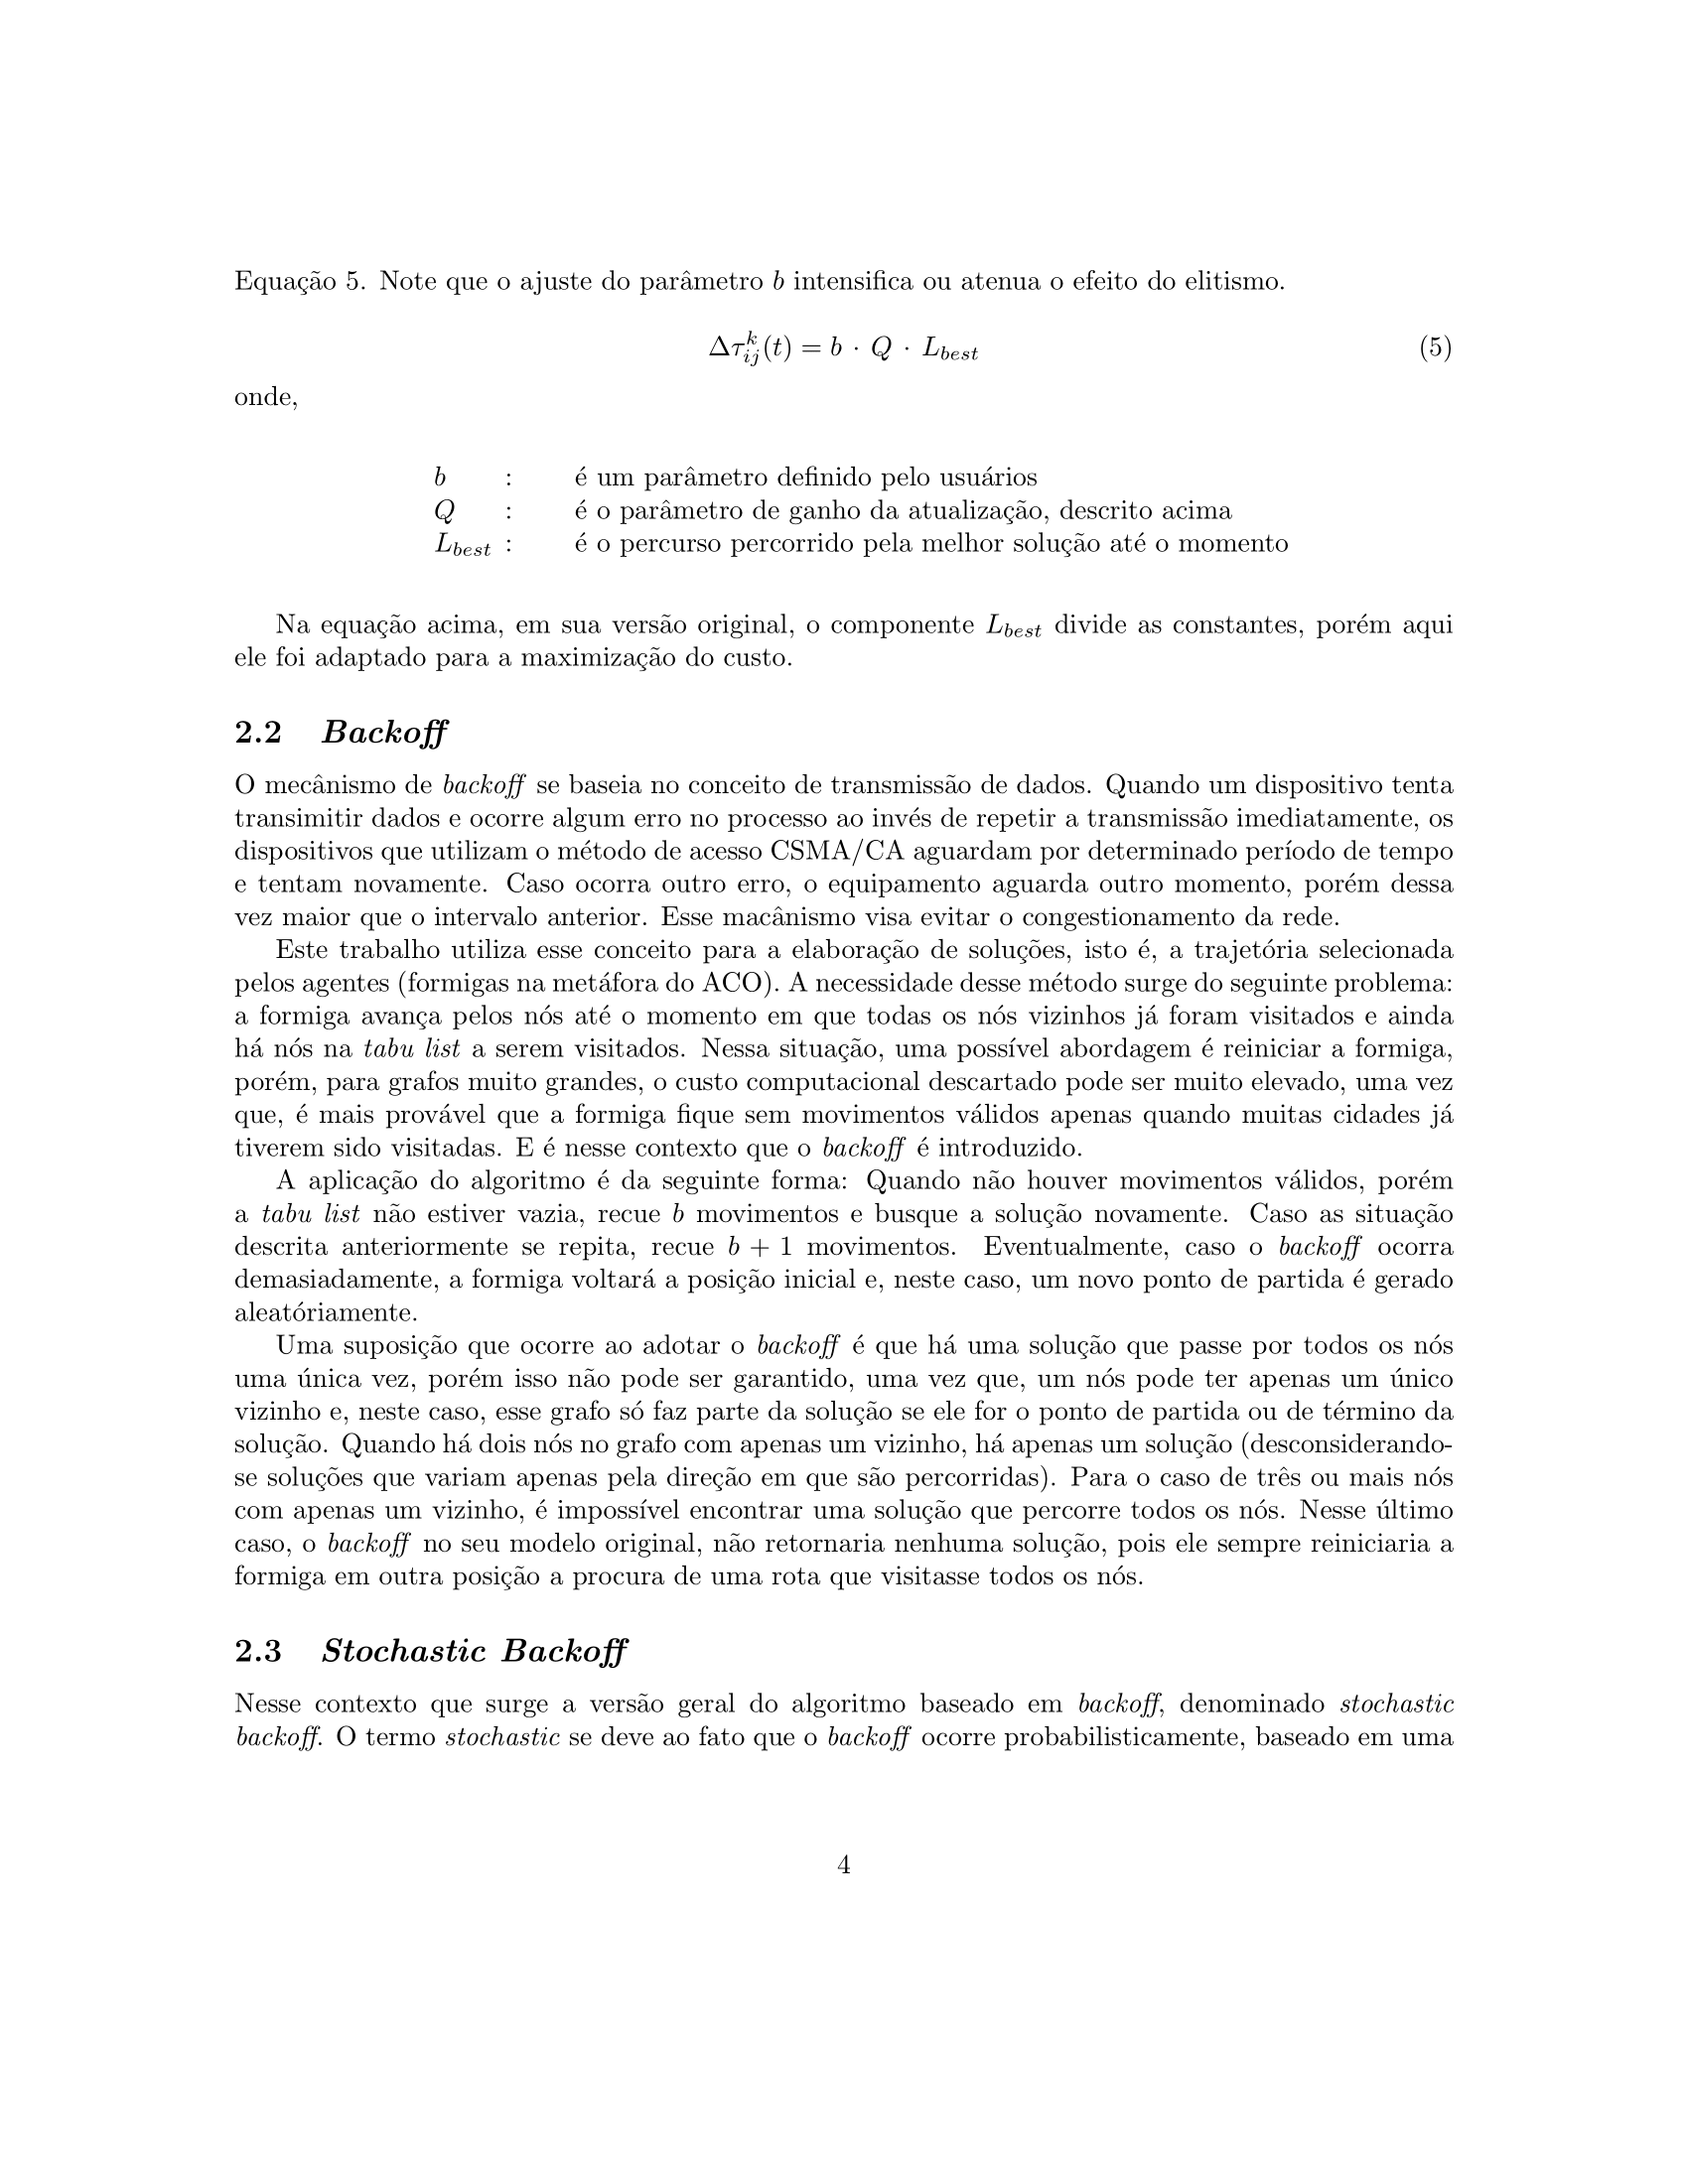 Equação 5. Note que o ajuste do parâmetro b intensifica ou atenua o efeito do elitismo.
Δτ_{ij}^{k}(t) = b · Q · L_{best} (5)
onde,
b : é um parâmetro definido pelo usuários
Q : é o parâmetro de ganho da atualização, descrito acima
L_{best} : é o percurso percorrido pela melhor solução até o momento
Na equação acima, em sua versão original, o componente L_{best} divide as constantes, porém aqui
ele foi adaptado para a maximização do custo.
2.2 Backoff
O mecânismo de backoff se baseia no conceito de transmissão de dados. Quando um dispositivo tenta
transimitir dados e ocorre algum erro no processo ao invés de repetir a transmissão imediatamente, os
dispositivos que utilizam o método de acesso CSMA/CA aguardam por determinado período de tempo
e tentam novamente. Caso ocorra outro erro, o equipamento aguarda outro momento, porém dessa
vez maior que o intervalo anterior. Esse macânismo visa evitar o congestionamento da rede.
Este trabalho utiliza esse conceito para a elaboração de soluções, isto é, a trajetória selecionada
pelos agentes (formigas na metáfora do ACO). A necessidade desse método surge do seguinte problema:
a formiga avança pelos nós até o momento em que todas os nós vizinhos já foram visitados e ainda
há nós na tabu list a serem visitados. Nessa situação, uma possível abordagem é reiniciar a formiga,
porém, para grafos muito grandes, o custo computacional descartado pode ser muito elevado, uma vez
que, é mais provável que a formiga fique sem movimentos válidos apenas quando muitas cidades já
tiverem sido visitadas. E é nesse contexto que o backoff é introduzido.
A aplicação do algoritmo é da seguinte forma: Quando não houver movimentos válidos, porém
a tabu list não estiver vazia, recue b movimentos e busque a solução novamente. Caso as situação
descrita anteriormente se repita, recue b + 1 movimentos. Eventualmente, caso o backoff ocorra
demasiadamente, a formiga voltará a posição inicial e, neste caso, um novo ponto de partida é gerado
aleatóriamente.
Uma suposição que ocorre ao adotar o backoff é que há uma solução que passe por todos os nós
uma única vez, porém isso não pode ser garantido, uma vez que, um nós pode ter apenas um único
vizinho e, neste caso, esse grafo só faz parte da solução se ele for o ponto de partida ou de término da
solução. Quando há dois nós no grafo com apenas um vizinho, há apenas um solução (desconsiderando-
se soluções que variam apenas pela direção em que são percorridas). Para o caso de três ou mais nós
com apenas um vizinho, é impossível encontrar uma solução que percorre todos os nós. Nesse último
caso, o backoff no seu modelo original, não retornaria nenhuma solução, pois ele sempre reiniciaria a
formiga em outra posição a procura de uma rota que visitasse todos os nós.
2.3 Stochastic Backoff
Nesse contexto que surge a versão geral do algoritmo baseado em backoff, denominado stochastic
backoff. O termo stochastic se deve ao fato que o backoff ocorre probabilisticamente, baseado em uma
4